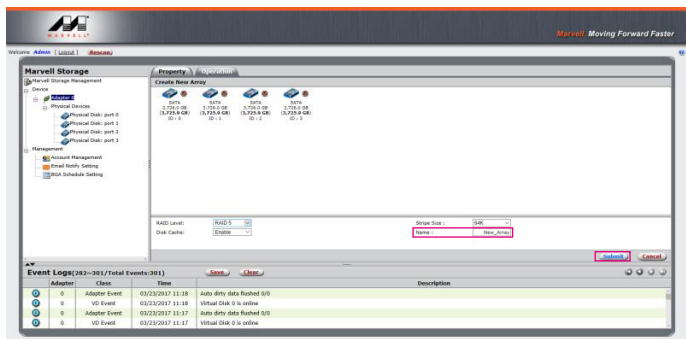 MARVELL
Marvell. Moving Forward Faster
Welcome Admin [ Logout ] Rescan
Marvell Storage
Marvell Storage Management
Device
Adapter 0
Physical Devices
Physical Disk: port 0
Physical Disk: port 1
Physical Disk: port 2
Physical Disk: port 3
Management
Account Management
Email Notify Setting
BGA Schedule Setting
Property Operation
Create New Array
SATA SATA SATA SATA
3,726.0 GB 3,726.0 GB 3,726.0 GB 3,726.0 GB
(3,725.9 GB) (3,725.9 GB) (3,725.9 GB) (3,725.9 GB)
ID : 0 ID : 1 ID : 2 ID : 3
RAID Level: RAID 5 Stripe Size : 64K
Disk Cache: Enable Name : New_Array
Submit Cancel
Event Logs(282~301/Total Events:301) Save Clear
Adapter Class Time Description
0 Adapter Event 03/23/2017 11:18 Auto dirty data flushed 0/0
0 VD Event 03/23/2017 11:18 Virtual Disk 0 is online
0 Adapter Event 03/23/2017 11:17 Auto dirty data flushed 0/0
0 VD Event 03/23/2017 11:17 Virtual Disk 0 is online